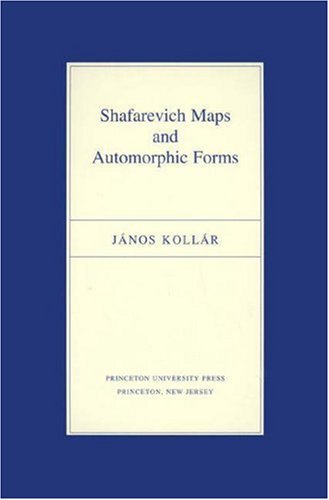 Shafarevich Maps
and
Automorphic Forms
JÁNOS KOLLÁR
PRINCETON UNIVERSITY PRESS
PRINCETON, NEW JERSEY